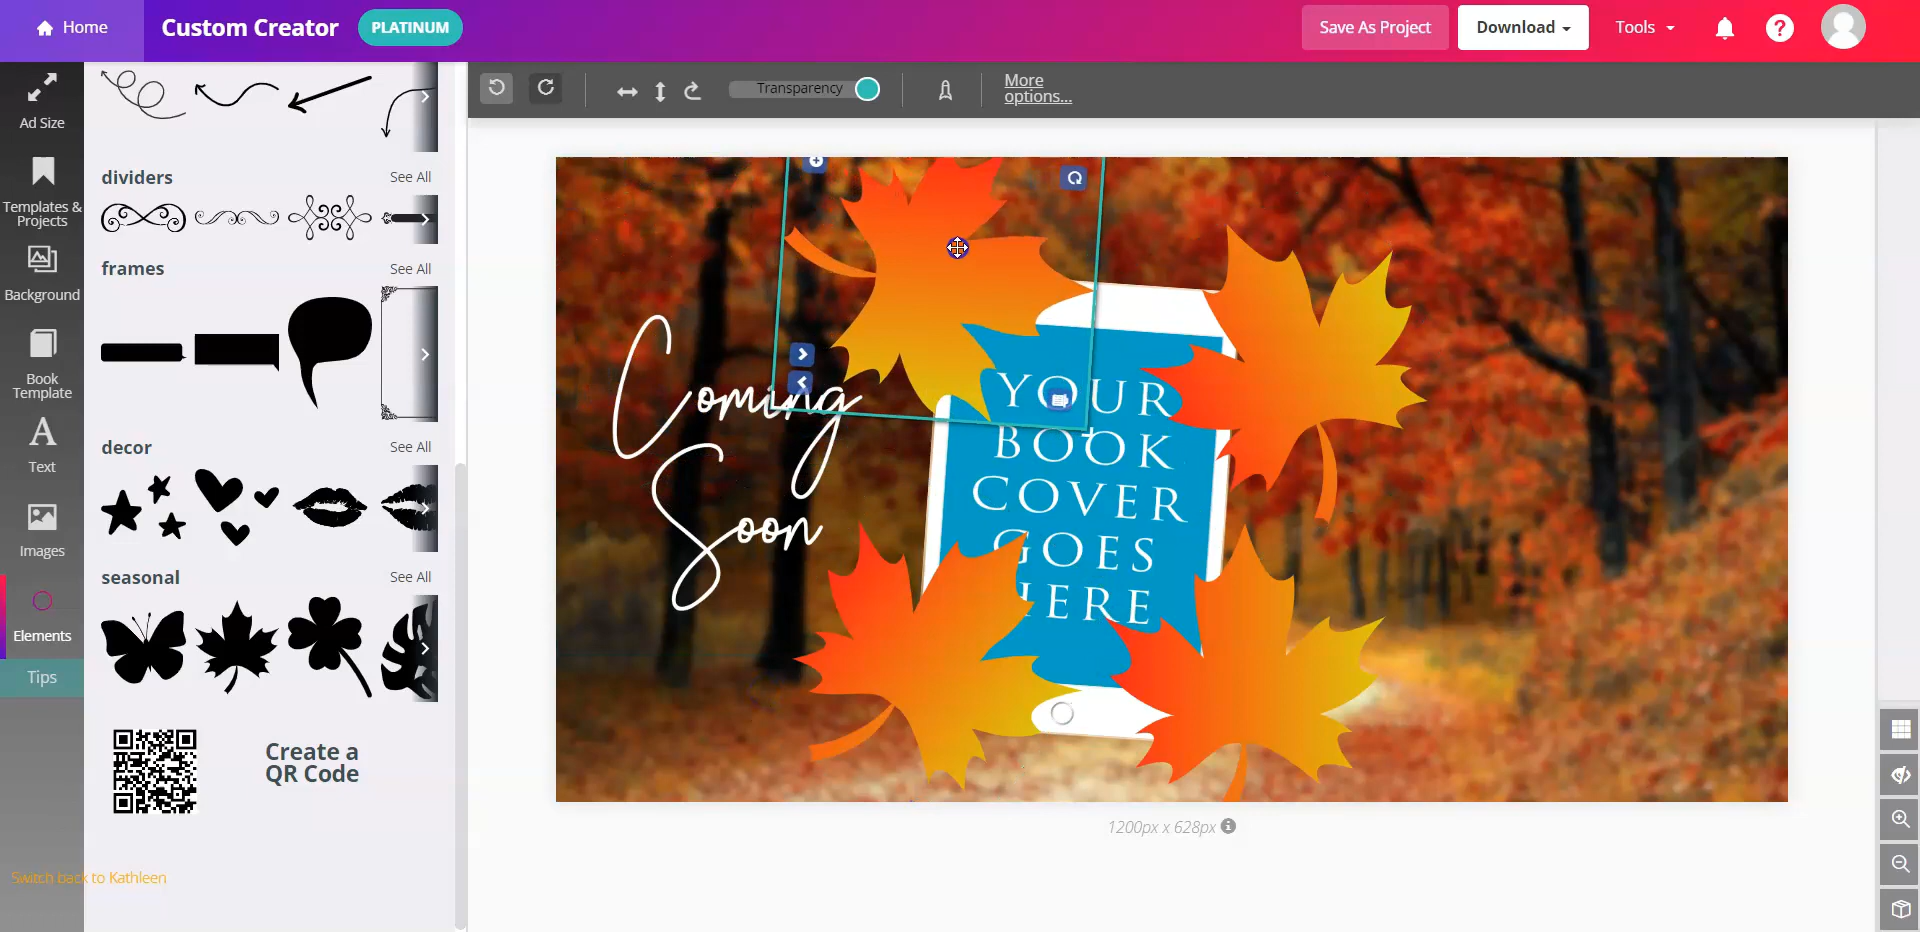 Home
Custom Creator
PLATINUM
Save As Project
Download
Tools
Ad Size
Templates &
Projects
Background
Book
Template
Text
Images
Elements
Tips
Switch back to Kathleen
dividers
See All
frames
See All
decor
See All
seasonal
See All
Create a
QR Code
Transparency
More
options...
Coming
Soon
YOUR
BOOK
COVER
GOES
HERE
1200px x 628px